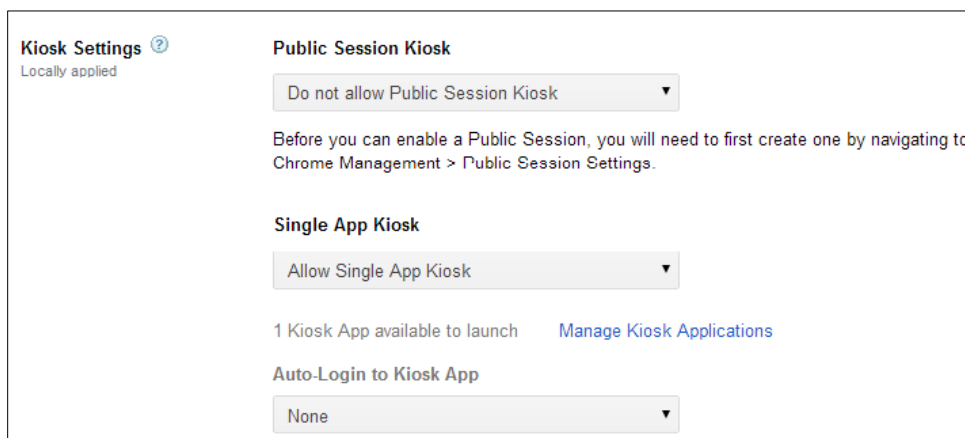 Kiosk Settings ?
Locally applied
Public Session Kiosk
Do not allow Public Session Kiosk
Before you can enable a Public Session, you will need to first create one by navigating to
Chrome Management > Public Session Settings.
Single App Kiosk
Allow Single App Kiosk
1 Kiosk App available to launch Manage Kiosk Applications
Auto-Login to Kiosk App
None